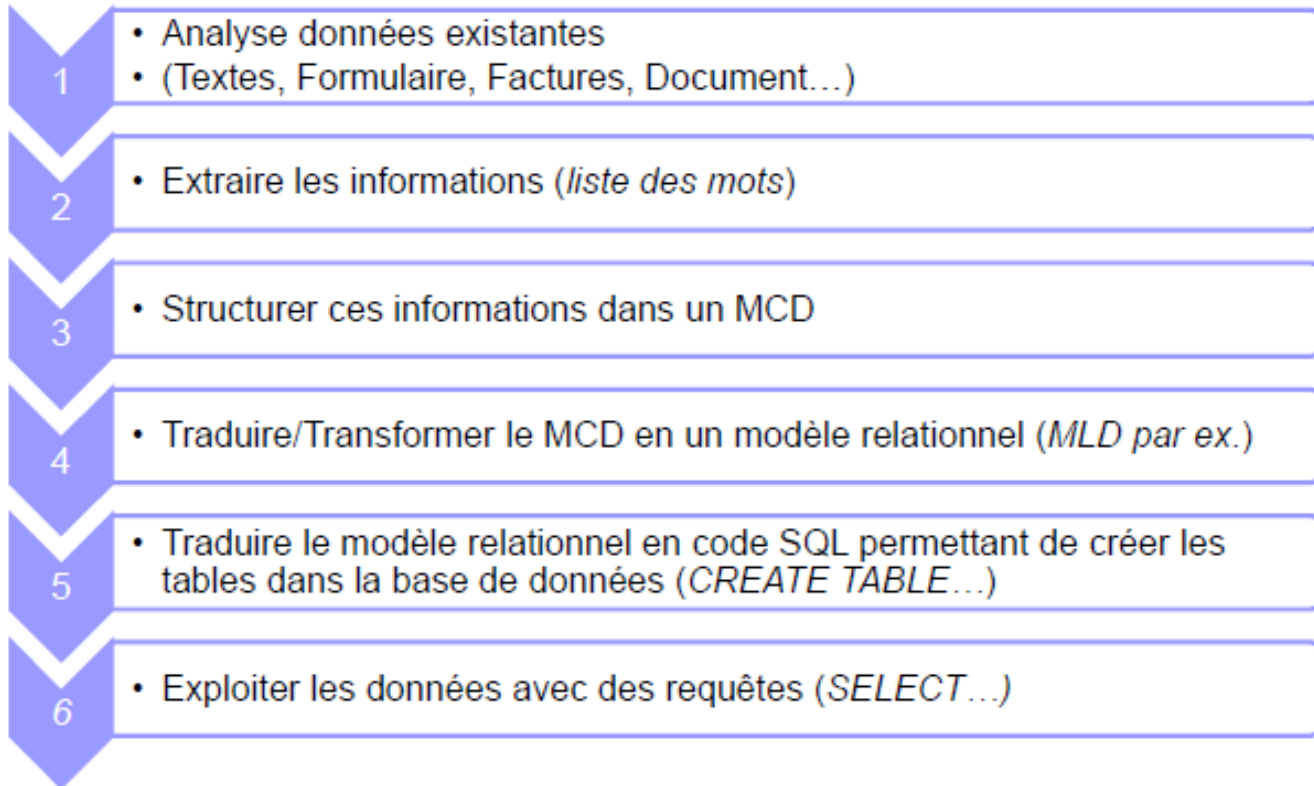 1
• Analyse données existantes
• (Textes, Formulaire, Factures, Document…)
2
• Extraire les informations (liste des mots)
3
• Structurer ces informations dans un MCD
4
• Traduire/Transformer le MCD en un modèle relationnel (MLD par ex.)
5
• Traduire le modèle relationnel en code SQL permettant de créer les
tables dans la base de données (CREATE TABLE…)
6
• Exploiter les données avec des requêtes (SELECT…)